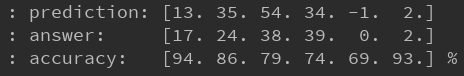 : prediction: [13. 35. 54. 34. -1.  2.]
: answer:     [17. 24. 38. 39.  0.  2.]
: accuracy:   [94. 86. 79. 74. 69. 93.] %